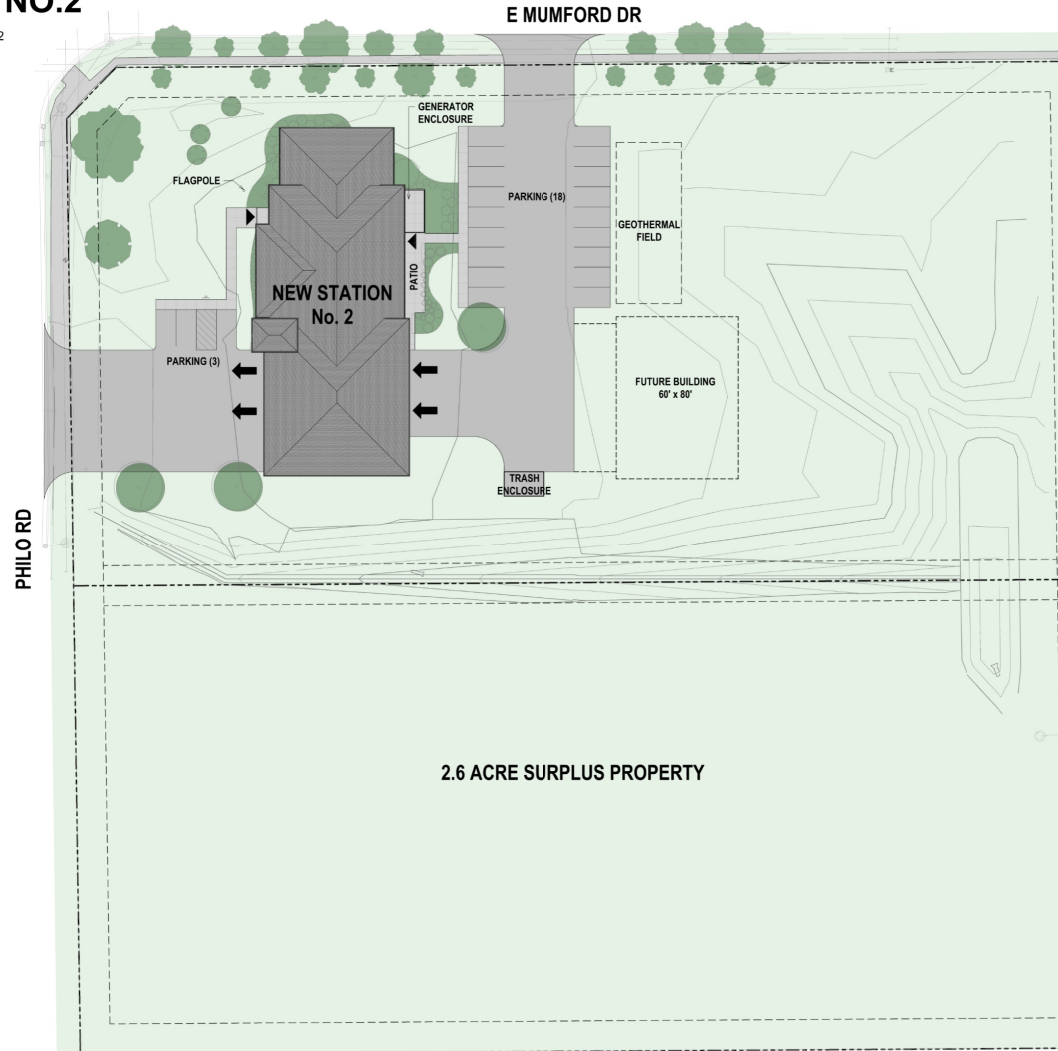 NO.2
2
E MUMFORD DR
GENERATOR
ENCLOSURE
FLAGPOLE
PARKING (18)
GEOTHERMAL
FIELD
PATIO
NEW STATION
No. 2
PARKING (3)
FUTURE BUILDING
60' x 80'
TRASH
ENCLOSURE
PHILO RD
2.6 ACRE SURPLUS PROPERTY